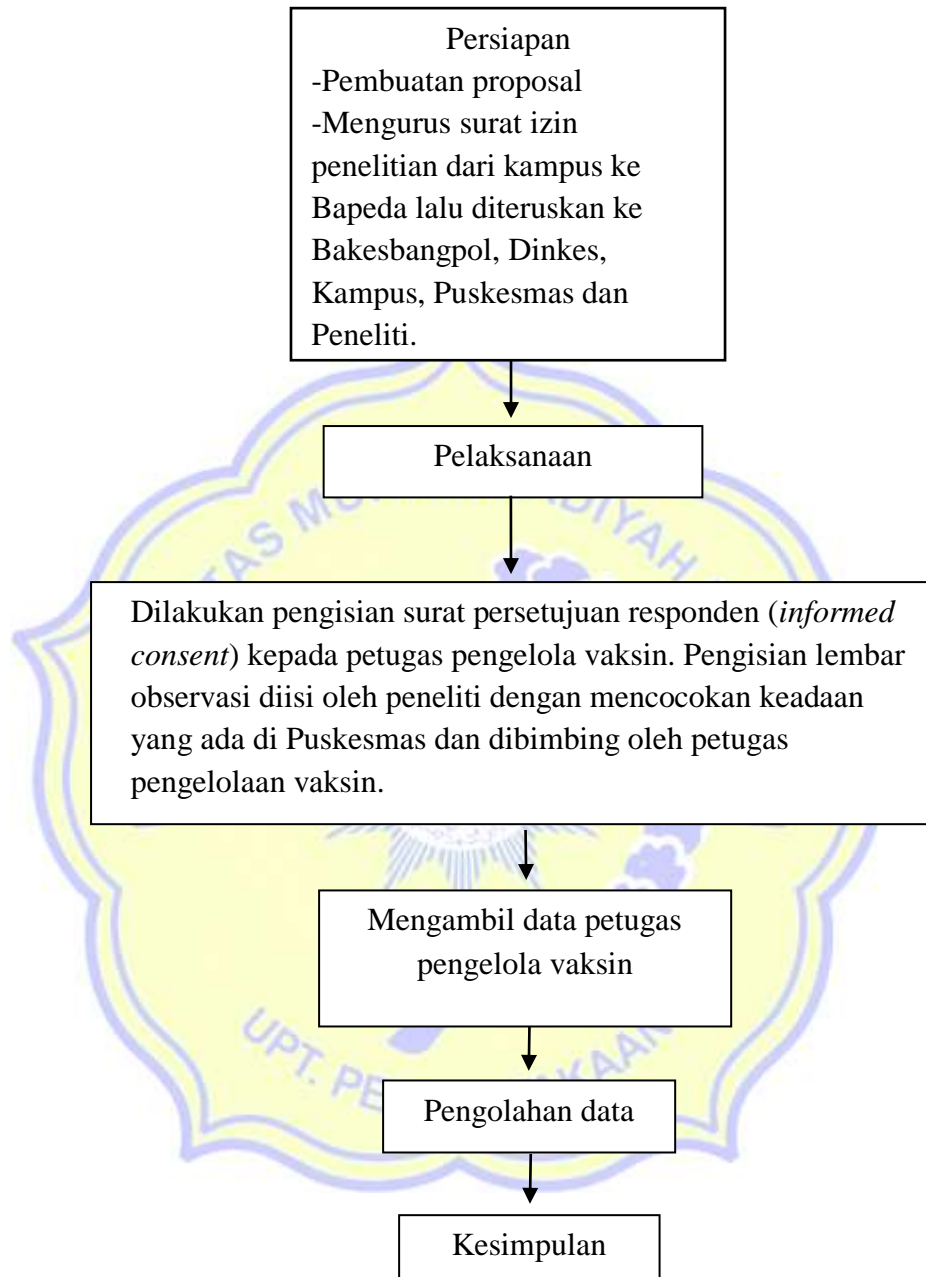 Persiapan
-Pembuatan proposal
-Mengurus surat izin
penelitian dari kampus ke
Bapeda lalu diteruskan ke
Bakesbangpol, Dinkes,
Kampus, Puskesmas dan
Peneliti.
Pelaksanaan
Dilakukan pengisian surat persetujuan responden (informed
consent) kepada petugas pengelola vaksin. Pengisian lembar
observasi diisi oleh peneliti dengan mencocokan keadaan
yang ada di Puskesmas dan dibimbing oleh petugas
pengelolaan vaksin.
Mengambil data petugas
pengelola vaksin
UPT.
Pengolahan data
Kesimpulan